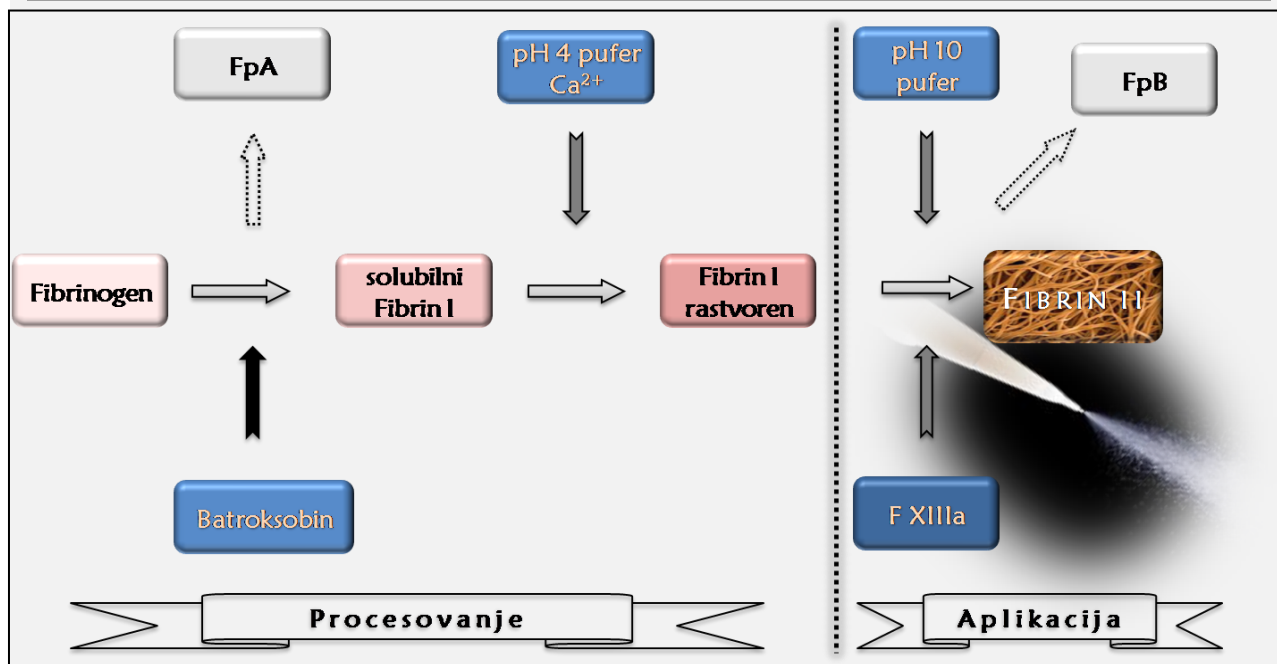 FpA
pH 4 pufer
Ca²⁺
pH 10
pufer
FpB
Fibrinogen
solubilni
Fibrin I
Fibrin I
rastvoren
FIBRIN II
Batroksobin
F XIIIa
Procesovanje
Aplikacija